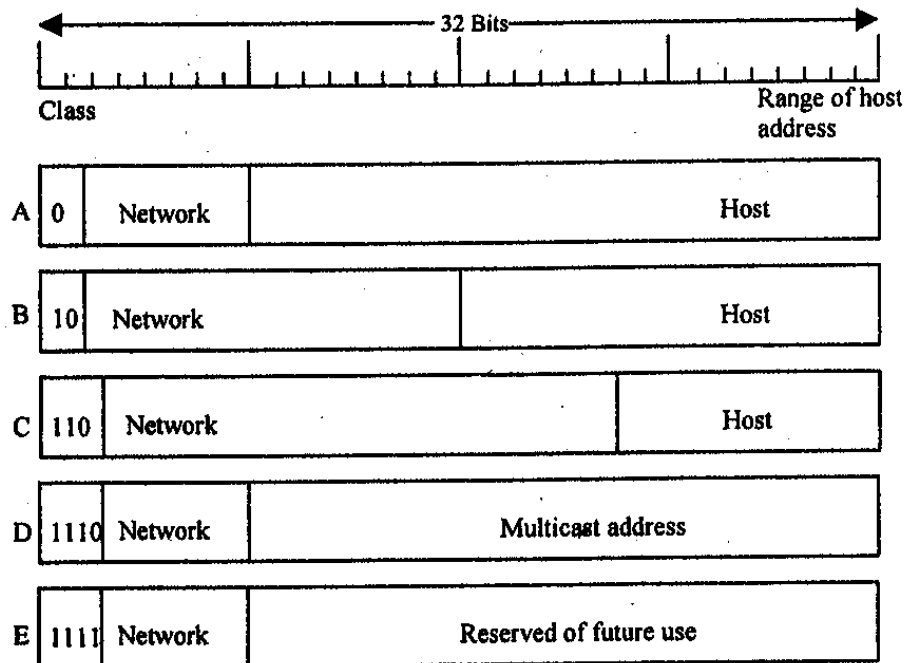 32 Bits
Class
Range of host
address
A 0 Network Host
B 10 Network Host
C 110 Network Host
D 1110 Network Multicast address
E 1111 Network Reserved of future use